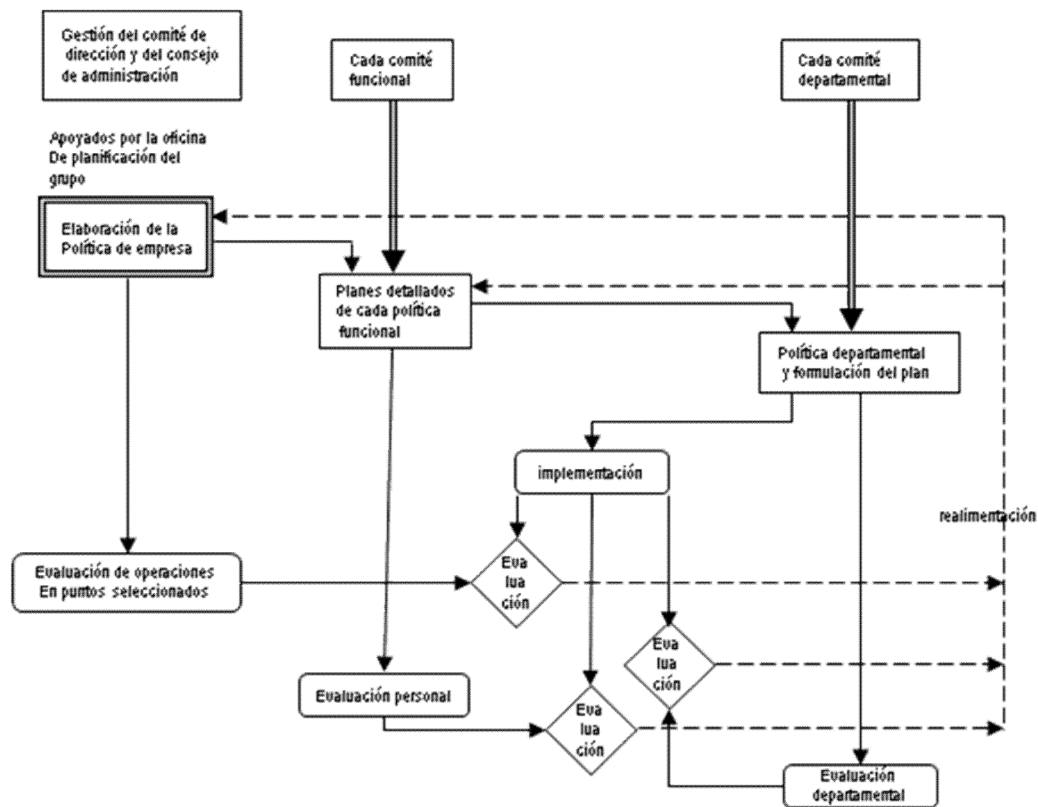 Gestión del comité de
dirección y del consejo
de administración
Cada comité
funcional
Cada comité
departamental
Apoyados por la oficina
De planificación del
grupo
Elaboración de la
Política de empresa
Planes detallados
de cada política
funcional
Política departamental
y formulación del plan
implementación
realimentación
Evaluación de operaciones
En puntos seleccionados
Eva
lua
ción
Eva
lua
ción
Evaluación personal
Eva
lua
ción
Evaluación
departamental